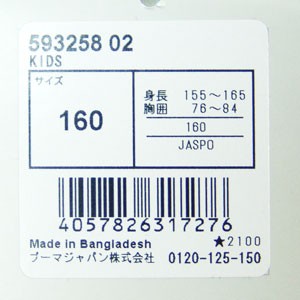 593258 02
KIDS
サイズ
160
身長 155～165
胸囲 76～84
160
JASPO
4057826317276
Made in Bangladesh ★2100
プーマジャパン株式会社 0120-125-150